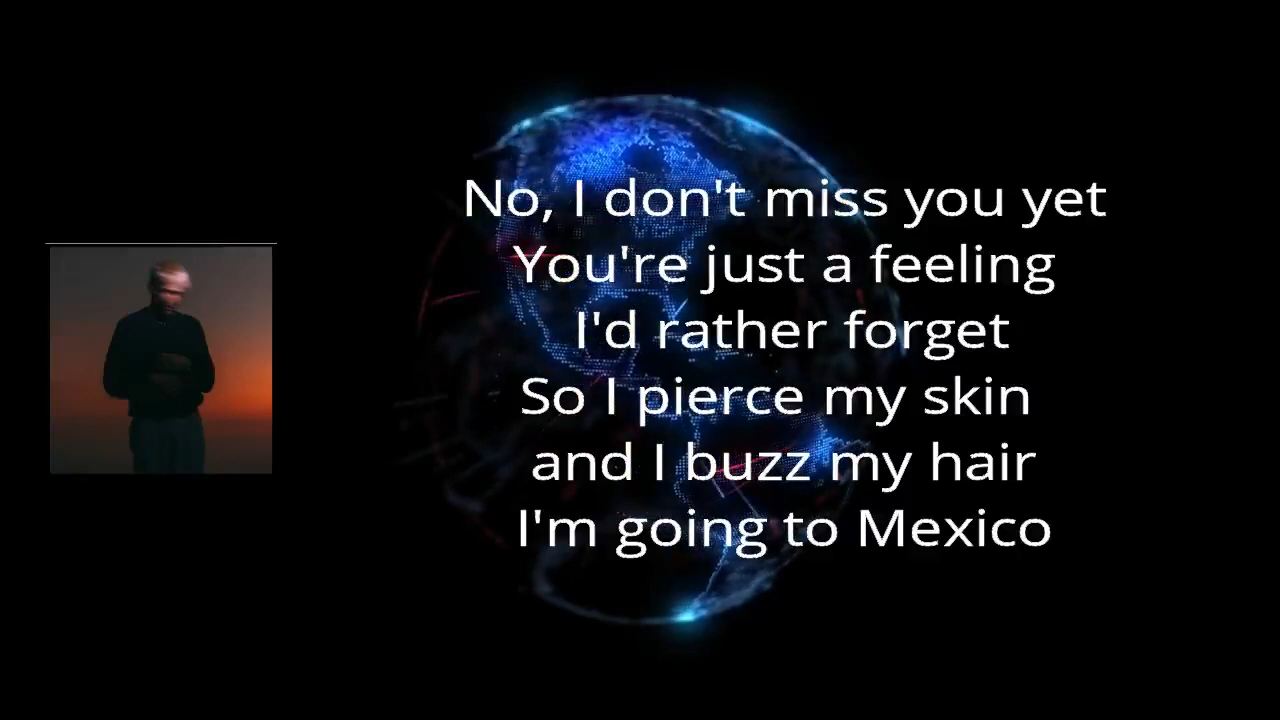 No, I don't miss you yet
You're just a feeling
I'd rather forget
So I pierce my skin
and I buzz my hair
I'm going to Mexico